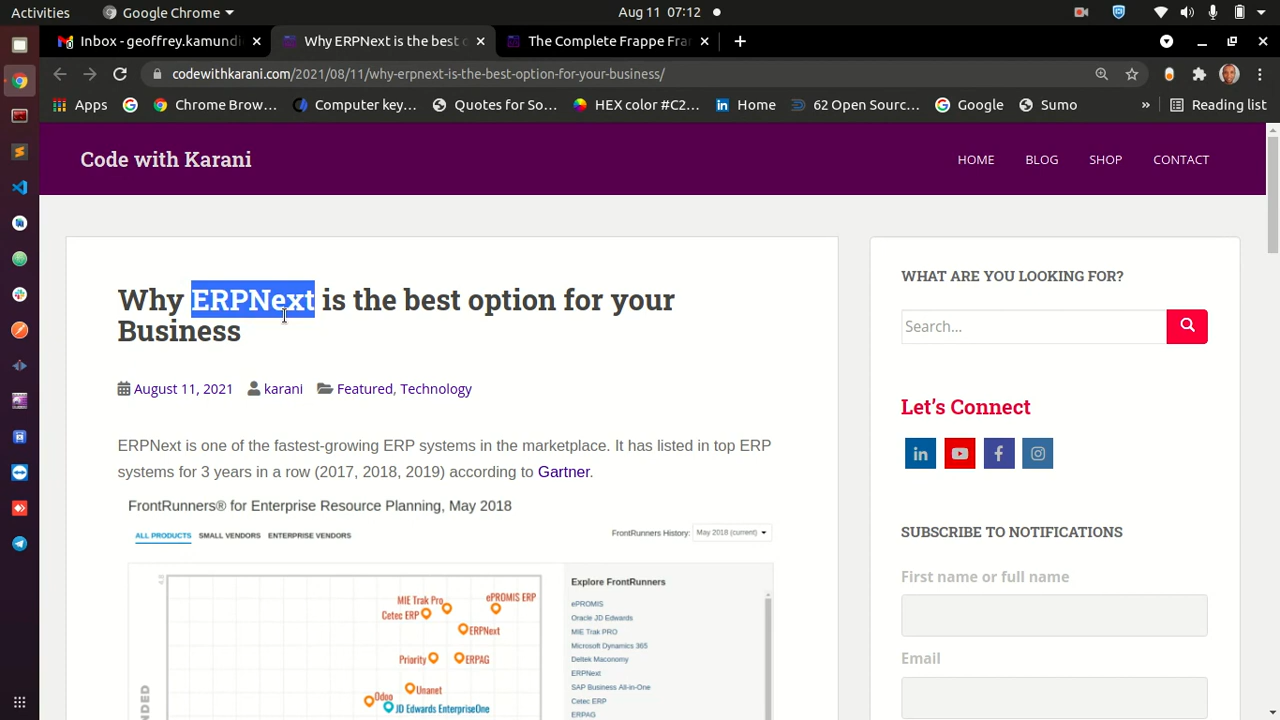 Activities Google Chrome Aug 11 07:12
Inbox - geoffrey.kamundi Why ERPNext is the best o The Complete Frappe Fra
codewithkarani.com/2021/08/11/why-erpnext-is-the-best-option-for-your-business/
Apps Chrome Brow... Computer key... Quotes for So... HEX color #C2... Home 62 Open Sourc... Google Sumo » Reading list
Code with Karani HOME BLOG SHOP CONTACT
Why ERPNext is the best option for your
Business
August 11, 2021 karani Featured, Technology
ERPNext is one of the fastest-growing ERP systems in the marketplace. It has listed in top ERP
systems for 3 years in a row (2017, 2018, 2019) according to Gartner.
FrontRunners® for Enterprise Resource Planning, May 2018
ALL PRODUCTS SMALL VENDORS ENTERPRISE VENDORS FrontRunners History: May 2018 (current)
MIE Trak Pro
ePROMIS ERP
Cetec ERP
ERPNext
Priority
ERPAG
Unanet
Odoo
JD Edwards EnterpriseOne
Explore FrontRunners
ePROMIS
Oracle JD Edwards
MIE Trak PRO
Microsoft Dynamics 365
Deltek Maconomy
ERPNext
SAP Business All-in-One
Cetec ERP
ERPAG
WHAT ARE YOU LOOKING FOR?
Search...
Let's Connect
SUBSCRIBE TO NOTIFICATIONS
First name or full name
Email